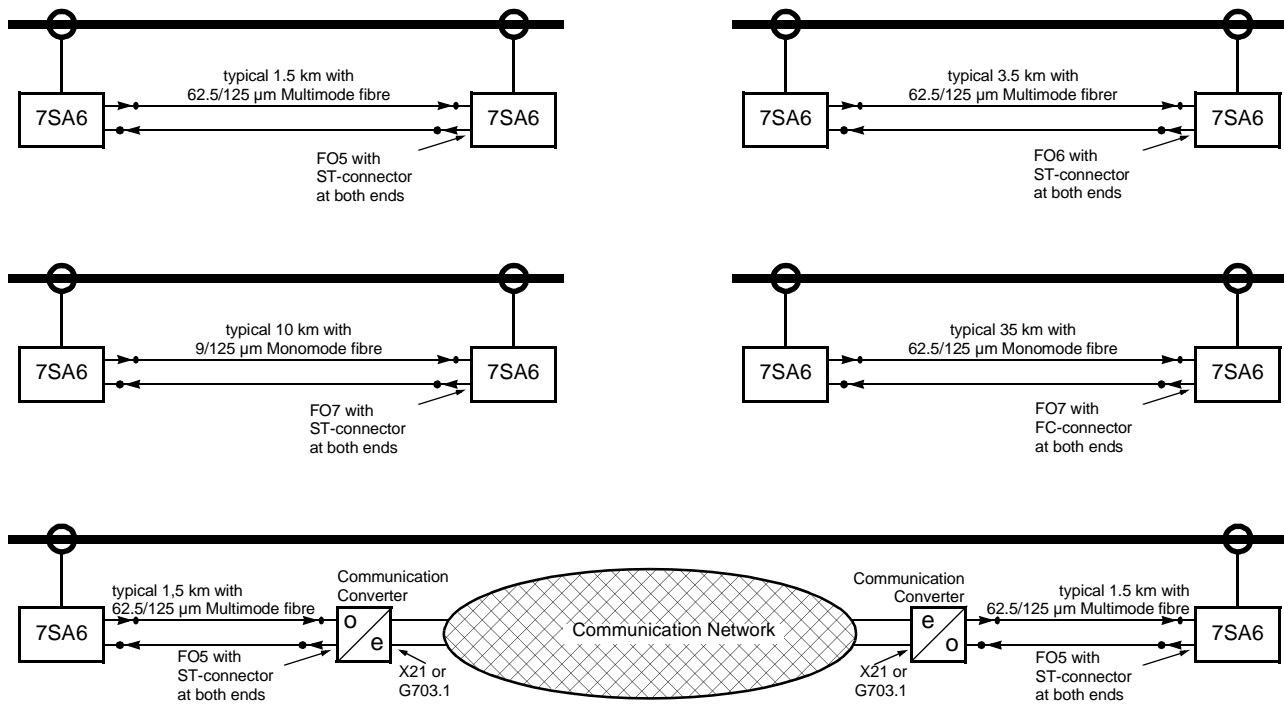 typical 1.5 km with
62.5/125 µm Multimode fibre
7SA6
7SA6
FO5 with
ST-connector
at both ends
typical 3.5 km with
62.5/125 µm Multimode fibrer
7SA6
7SA6
FO6 with
ST-connector
at both ends
typical 10 km with
9/125 µm Monomode fibre
7SA6
7SA6
FO7 with
ST-connector
at both ends
typical 35 km with
62.5/125 µm Monomode fibre
7SA6
7SA6
FO7 with
FC-connector
at both ends
typical 1,5 km with
62.5/125 µm Multimode fibre
7SA6
FO5 with
ST-connector
at both ends
Communication
Converter
o
e
X21 or
G703.1
Communication Network
Communication
Converter
e
o
X21 or
G703.1
typical 1.5 km with
62.5/125 µm Multimode fibre
7SA6
FO5 with
ST-connector
at both ends